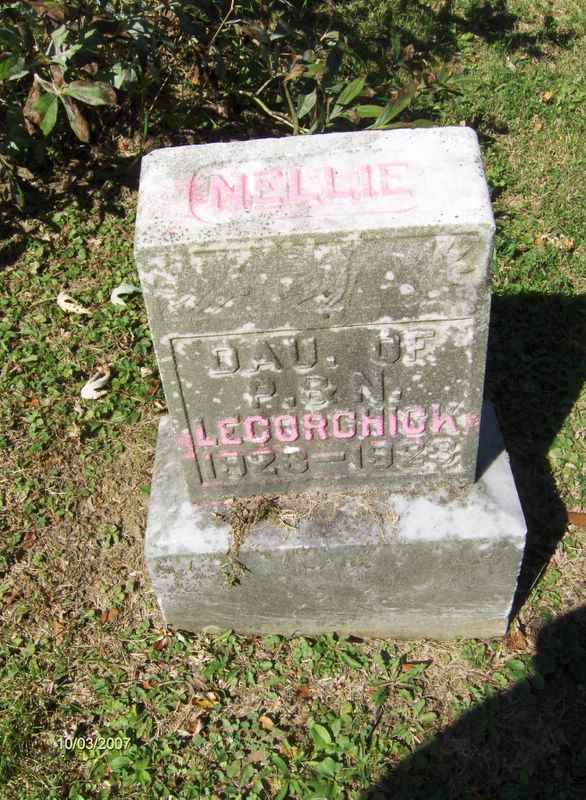 NELLIE
DAU. OF
P. & N.
LECORCHICK
1923-1923
10/03/2007